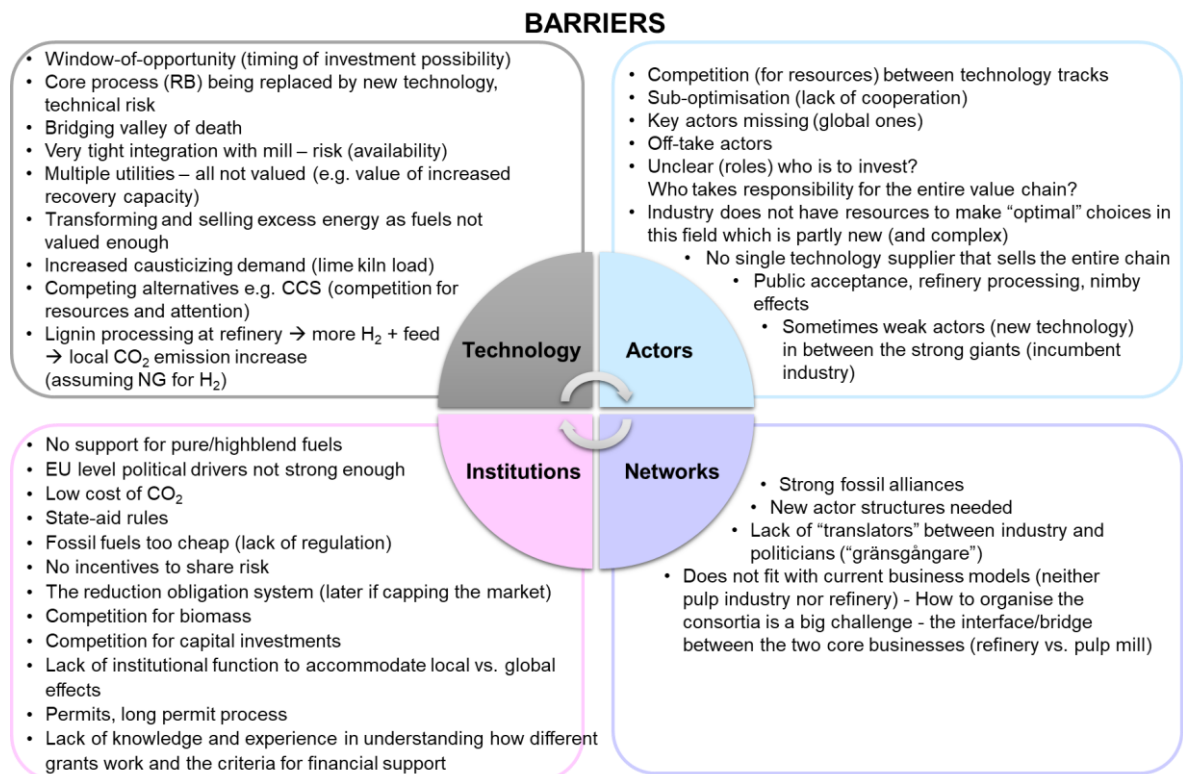 BARRIERS
• Window-of-opportunity (timing of investment possibility)
• Core process (RB) being replaced by new technology,
technical risk
• Bridging valley of death
• Very tight integration with mill – risk (availability)
• Multiple utilities – all not valued (e.g. value of increased
recovery capacity)
• Transforming and selling excess energy as fuels not
valued enough
• Increased causticizing demand (lime kiln load)
• Competing alternatives e.g. CCS (competition for
resources and attention)
• Lignin processing at refinery → more H₂ + feed
→ local CO₂ emission increase
(assuming NG for H₂)
Technology
• Competition (for resources) between technology tracks
• Sub-optimisation (lack of cooperation)
• Key actors missing (global ones)
• Off-take actors
• Unclear (roles) who is to invest?
Who takes responsibility for the entire value chain?
• Industry does not have resources to make “optimal” choices in
this field which is partly new (and complex)
• No single technology supplier that sells the entire chain
• Public acceptance, refinery processing, nimby
effects
• Sometimes weak actors (new technology)
in between the strong giants (incumbent
industry)
Actors
• No support for pure/highblend fuels
• EU level political drivers not strong enough
• Low cost of CO₂
• State-aid rules
• Fossil fuels too cheap (lack of regulation)
• No incentives to share risk
• The reduction obligation system (later if capping the market)
• Competition for biomass
• Competition for capital investments
• Lack of institutional function to accommodate local vs. global
effects
• Permits, long permit process
• Lack of knowledge and experience in understanding how different
grants work and the criteria for financial support
Institutions
Networks
• Strong fossil alliances
• New actor structures needed
• Lack of “translators” between industry and
politicians (“gränsgångare”)
• Does not fit with current business models (neither
pulp industry nor refinery) - How to organise the
consortia is a big challenge - the interface/bridge
between the two core businesses (refinery vs. pulp mill)